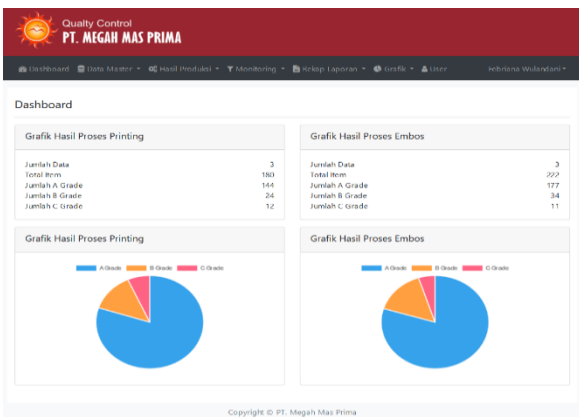 Qualty Control
PT. MEGAH MAS PRIMA
Dashboard Data Master Hasil Produksi Monitoring Rekap Laporan Grafik User Febriana Wulandani
Dashboard
Grafik Hasil Proses Printing
Jumlah Data 3
Total Item 180
Jumlah A Grade 144
Jumlah B Grade 24
Jumlah C Grade 12
Grafik Hasil Proses Embos
Jumlah Data 3
Total Item 222
Jumlah A Grade 177
Jumlah B Grade 34
Jumlah C Grade 11
Grafik Hasil Proses Printing
A Grade B Grade C Grade
Grafik Hasil Proses Embos
A Grade B Grade C Grade
Copyright © PT. Megah Mas Prima